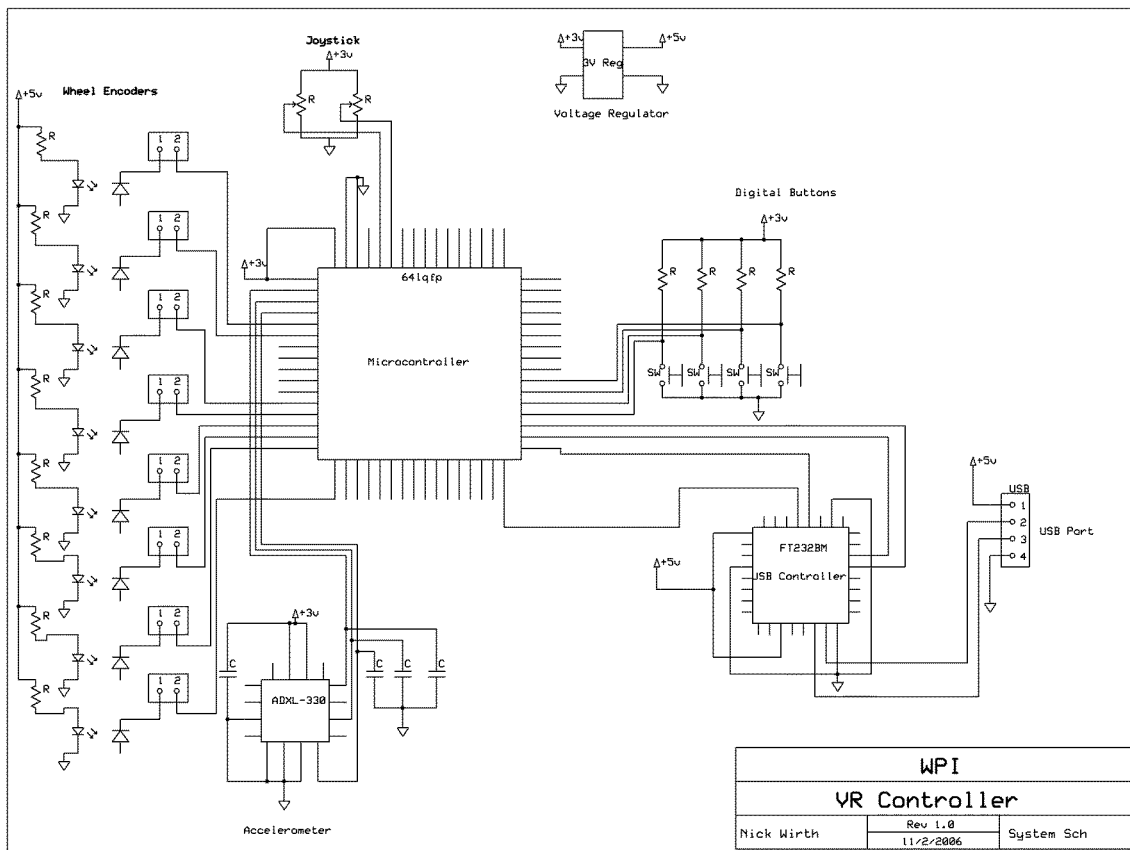 Joystick
+3v
R
R
+3v
+5v
3V Reg
Voltage Regulator
+5v
Wheel Encoders
R
1 2
R
1 2
R
1 2
R
1 2
R
1 2
R
1 2
R
1 2
R
1 2
Digital Buttons
+3v
R
R
R
R
SW
SW
SW
SW
+3v
64lqfp
Microcontroller
+5v
FT232BM
USB Controller
+5v
USB
1
2
3
4
USB Port
+3v
C
C
C
C
ADXL-330
Accelerometer
WPI
VR Controller
Nick Wirth
Rev 1.0
11/2/2006
System Sch